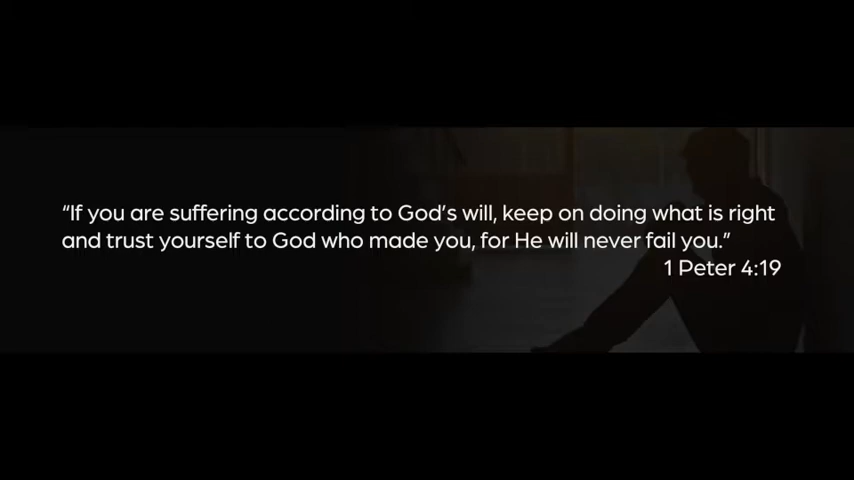 “If you are suffering according to God’s will, keep on doing what is right
and trust yourself to God who made you, for He will never fail you.”
1 Peter 4:19